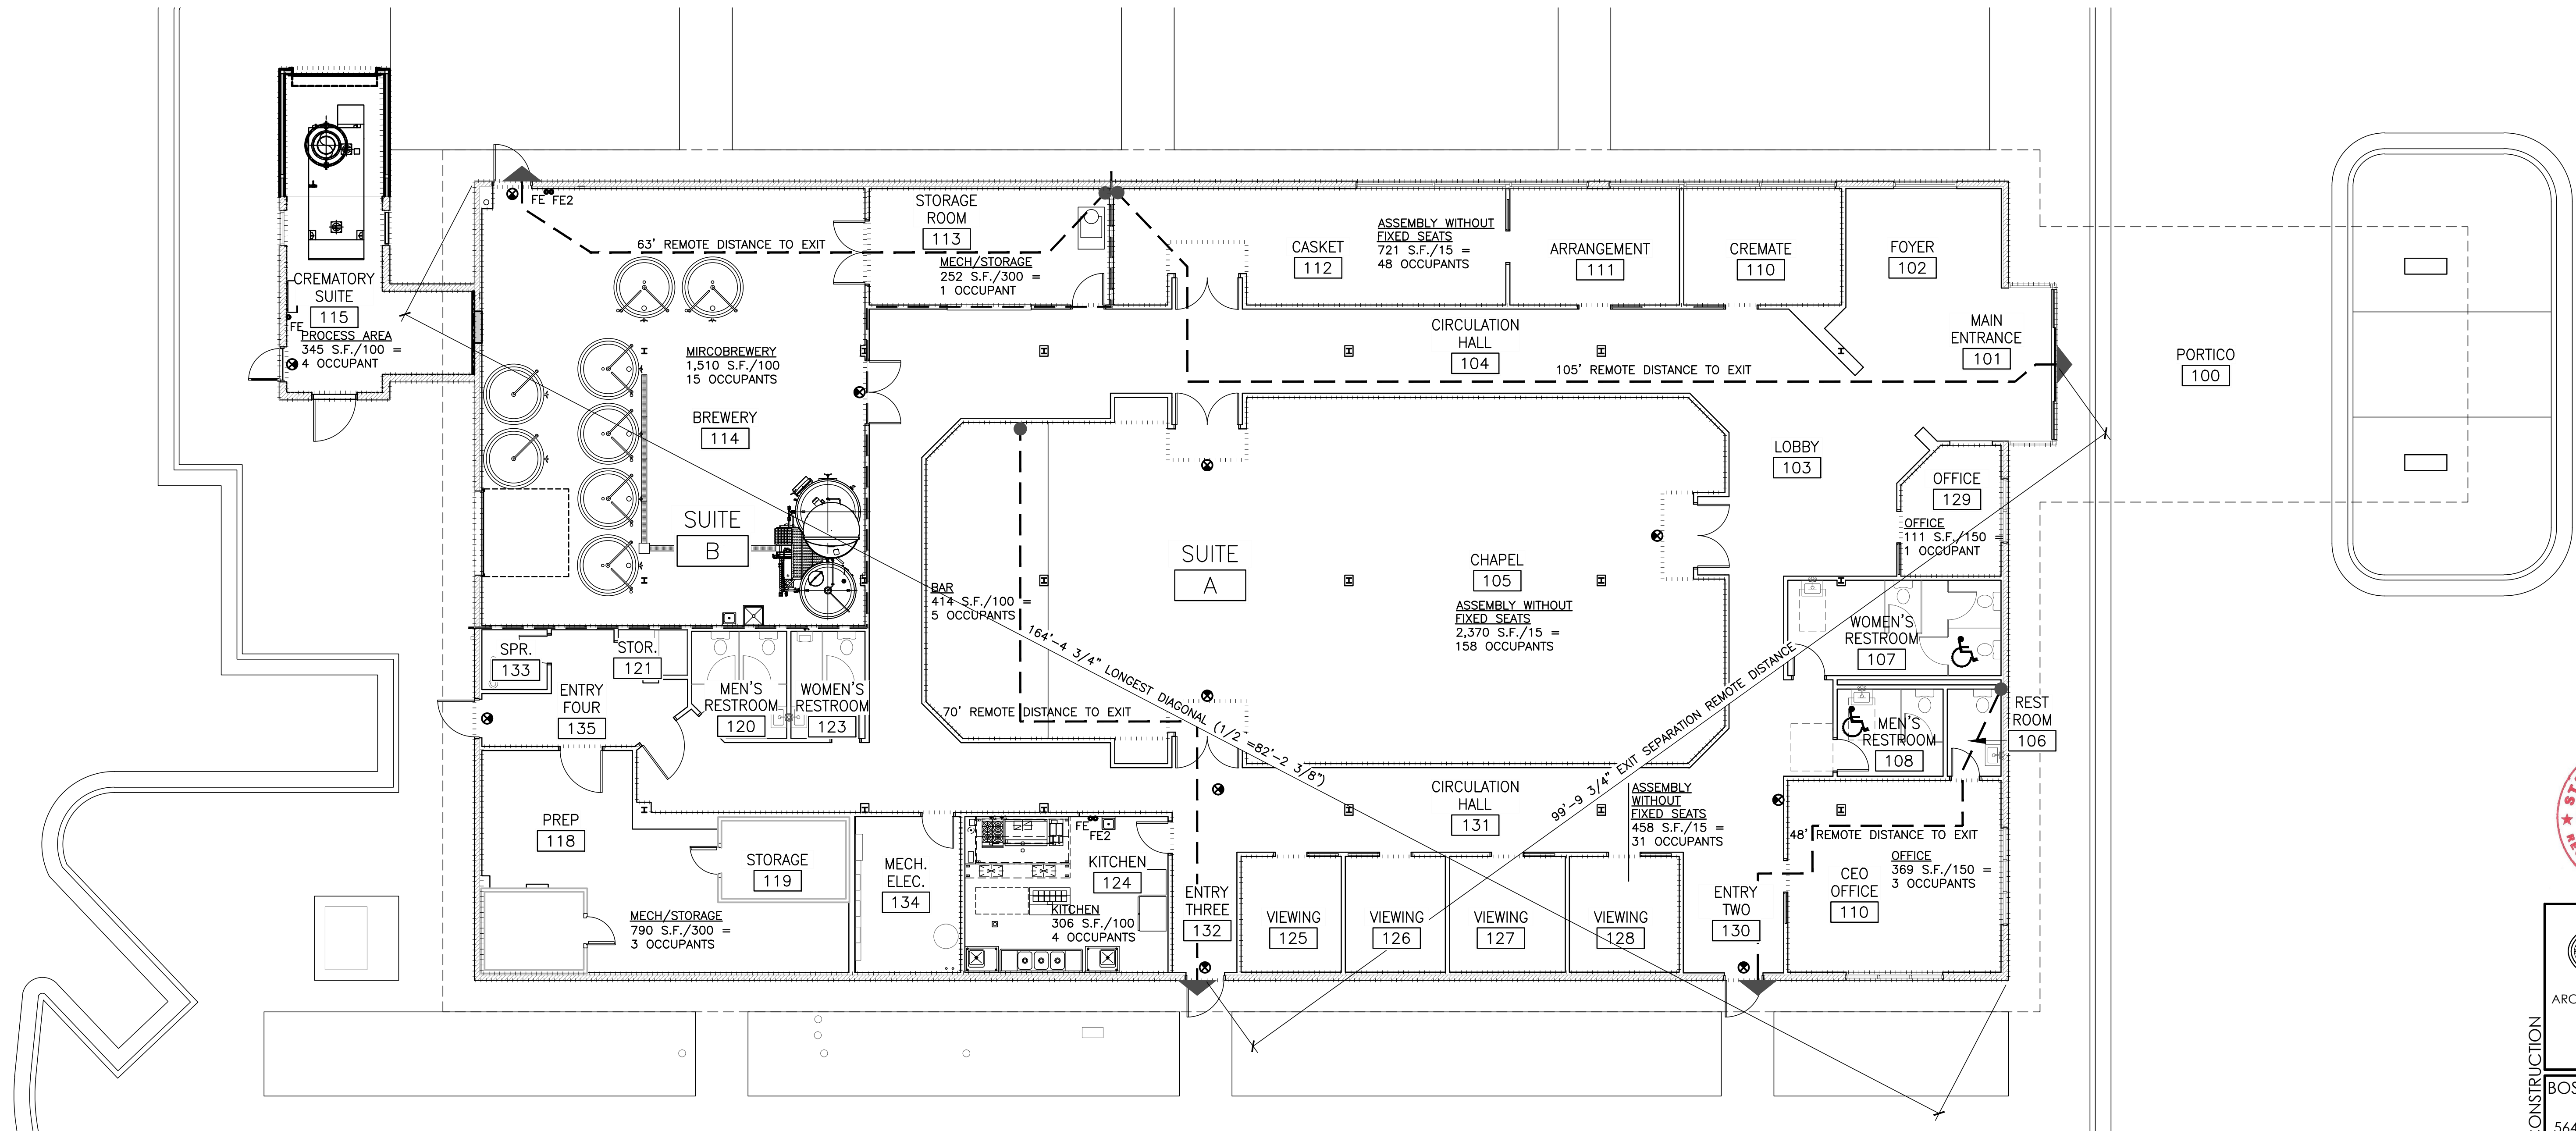 STORAGE
ROOM
113
MECH/STORAGE
252 S.F./300 =
1 OCCUPANT
FE FE2
63' REMOTE DISTANCE TO EXIT
CASKET
112
ASSEMBLY WITHOUT
FIXED SEATS
721 S.F./15 =
48 OCCUPANTS
ARRANGEMENT
111
CREMATE
110
FOYER
102
CREMATORY
SUITE
115
FE
PROCESS AREA
345 S.F./100 =
4 OCCUPANT
MIRCOBREWERY
1,510 S.F./100
15 OCCUPANTS
BREWERY
114
CIRCULATION
HALL
104
105' REMOTE DISTANCE TO EXIT
MAIN
ENTRANCE
101
PORTICO
100
LOBBY
103
OFFICE
129
OFFICE
111 S.F./150 =
1 OCCUPANT
SUITE
B
SUITE
A
CHAPEL
105
ASSEMBLY WITHOUT
FIXED SEATS
2,370 S.F./15 =
158 OCCUPANTS
BAR
414 S.F./100 =
5 OCCUPANTS
164'-4 3/4" LONGEST DIAGONAL (1/2 =82'-2 3/8")
99'-9 3/4" EXIT SEPARATION REMOTE DISTANCE
70' REMOTE DISTANCE TO EXIT
WOMEN'S
RESTROOM
107
SPR.
133
STOR.
121
ENTRY
FOUR
135
MEN'S
RESTROOM
120
WOMEN'S
RESTROOM
123
MEN'S
RESTROOM
108
REST
ROOM
106
CIRCULATION
HALL
131
ASSEMBLY
WITHOUT
FIXED SEATS
458 S.F./15 =
31 OCCUPANTS
48' REMOTE DISTANCE TO EXIT
OFFICE
369 S.F./150 =
3 OCCUPANTS
CEO
OFFICE
110
PREP
118
STORAGE
119
MECH/STORAGE
790 S.F./300 =
3 OCCUPANTS
MECH.
ELEC.
134
FE
FE2
KITCHEN
124
KITCHEN
306 S.F./100
4 OCCUPANTS
ENTRY
THREE
132
VIEWING
125
VIEWING
126
VIEWING
127
VIEWING
128
ENTRY
TWO
130
ST
RE
ARC
ONSTRUCTION
BOS
564